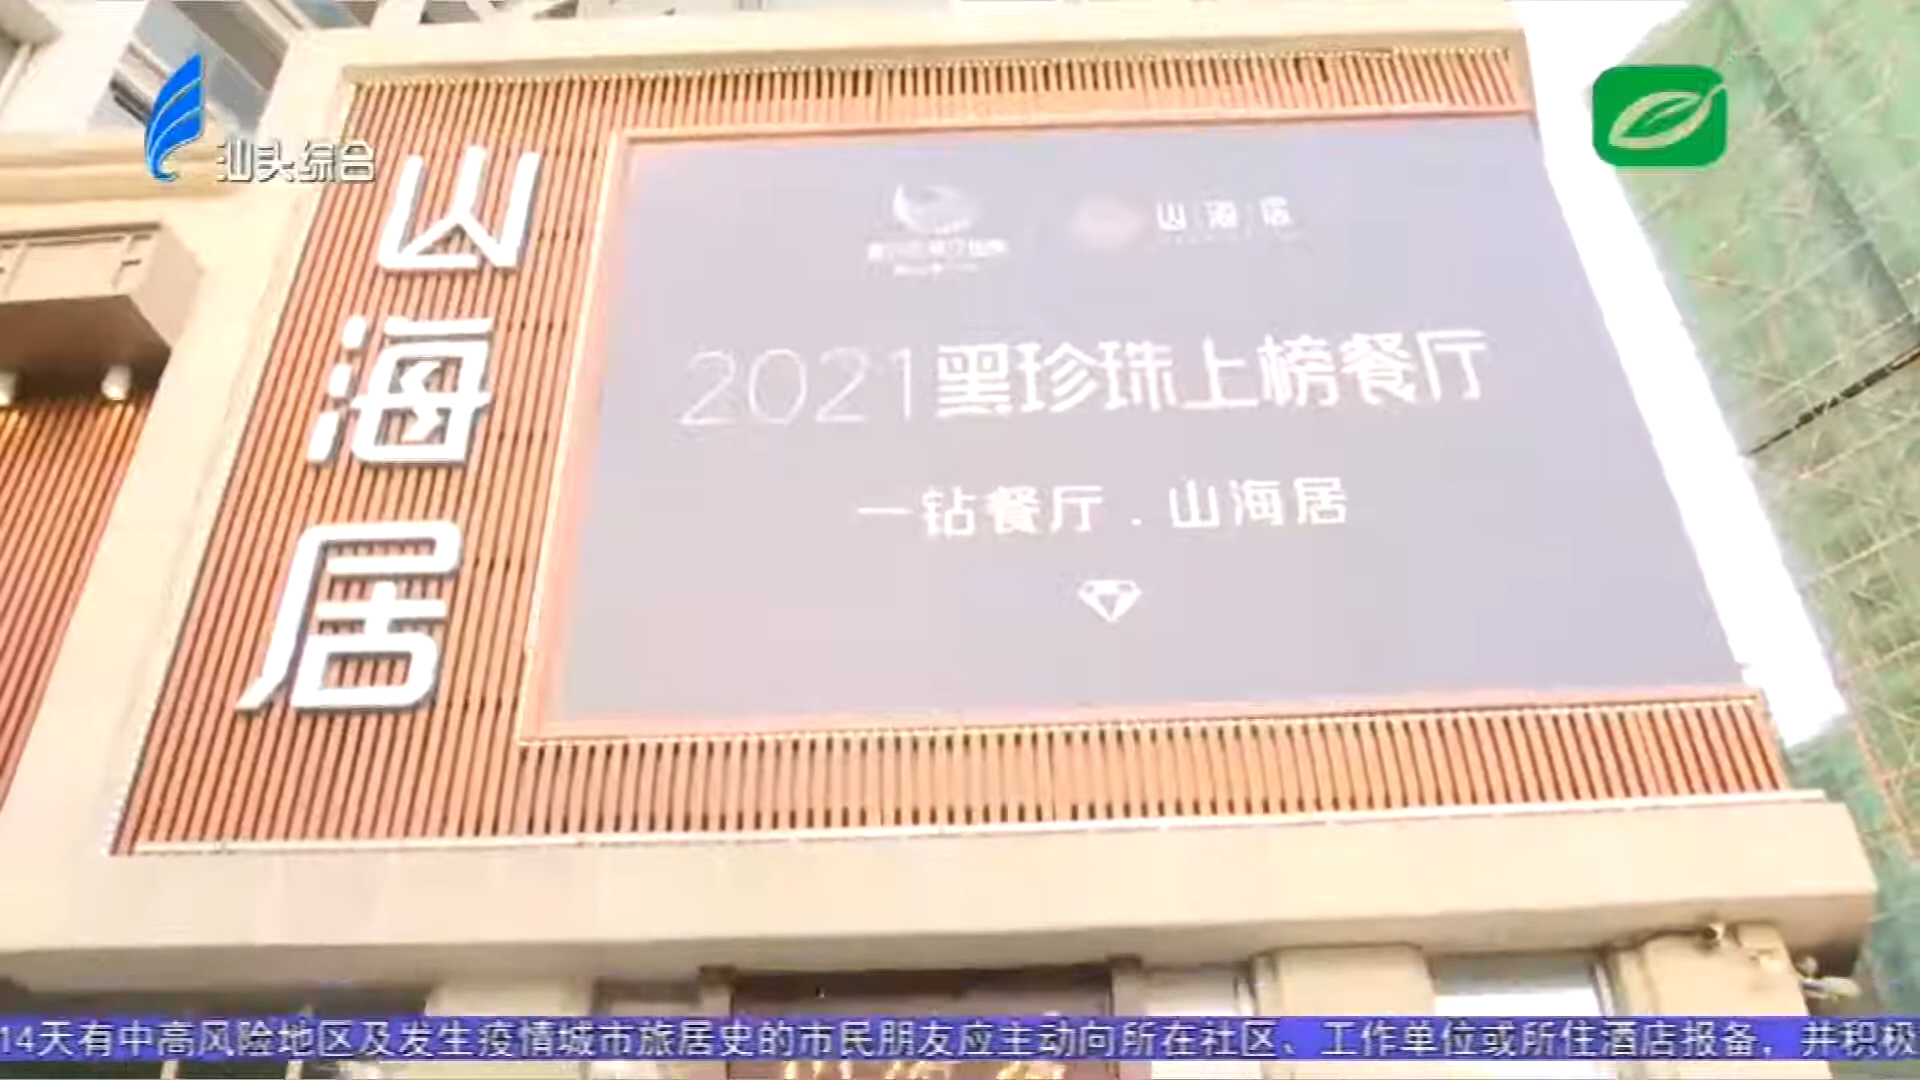 汕头综合
山海居
山海居
2021黑珍珠上榜餐厅
一钻餐厅.山海居
14天有中高风险地区及发生疫情城市旅居史的市民朋友应主动向所在社区、工作单位或所住酒店报备，并积极